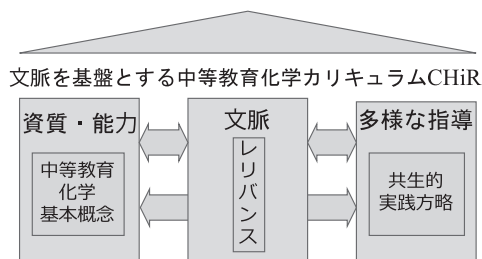 文脈を基盤とする中等教育化学カリキュラムCHiR
資質・能力
中等教育
化学
基本概念
文脈
レリバンス
多様な指導
共生的
実践方略